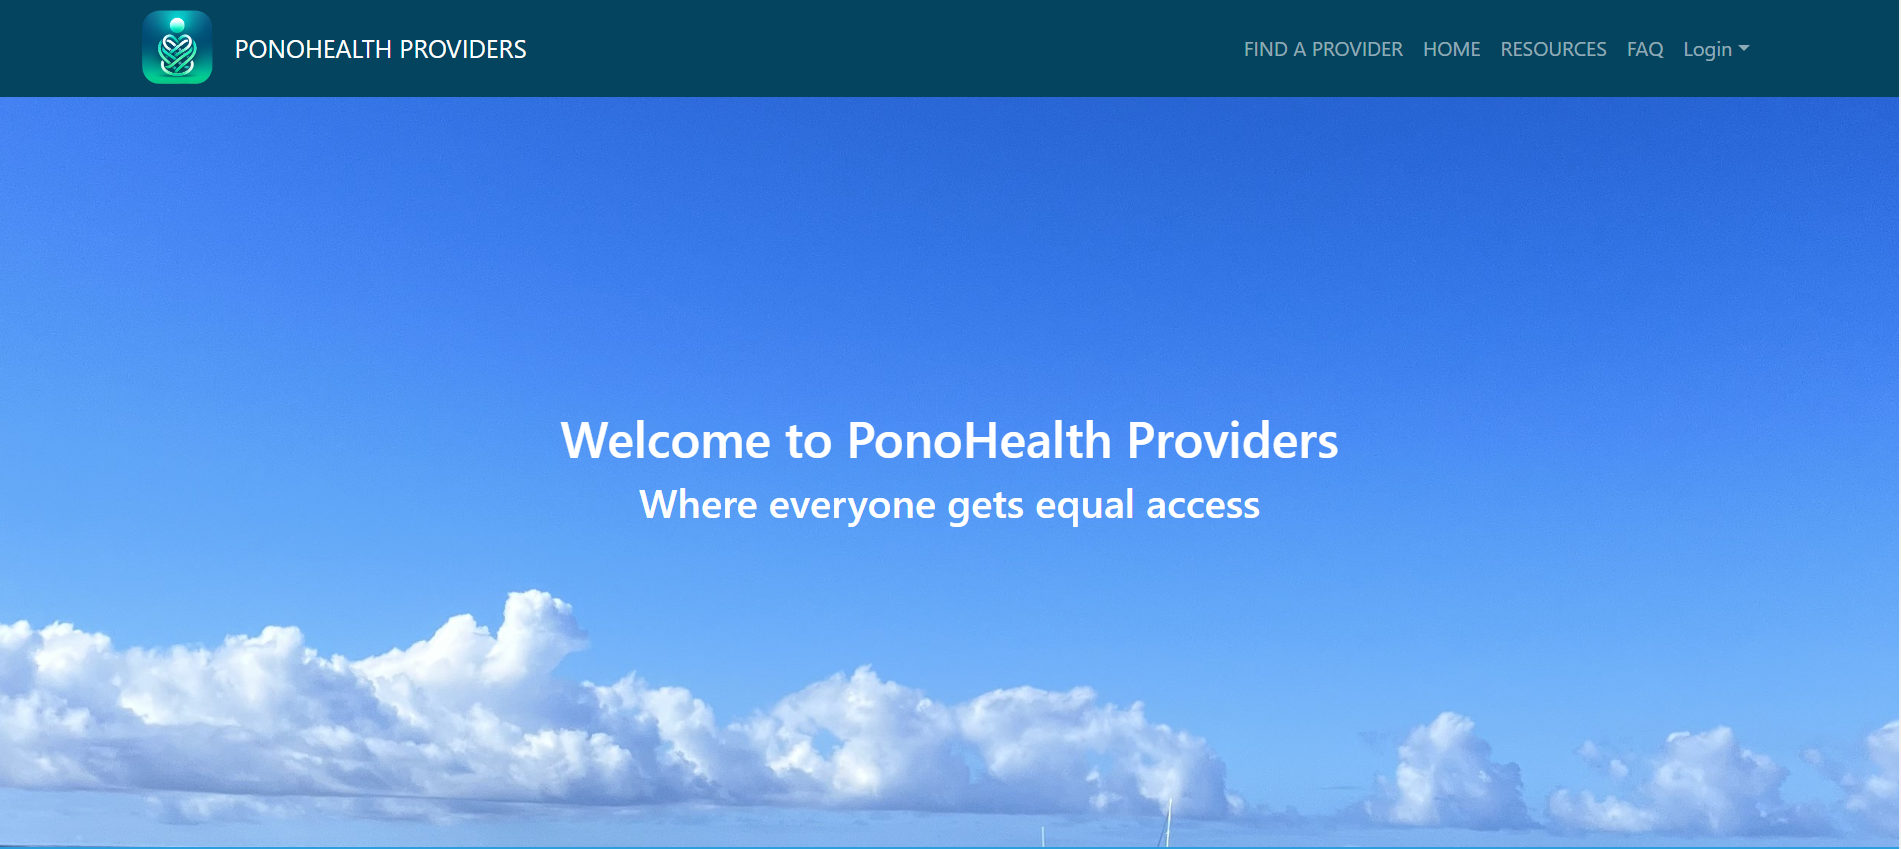 PONOHEALTH PROVIDERS
FIND A PROVIDER HOME RESOURCES FAQ Login
Welcome to PonoHealth Providers
Where everyone gets equal access